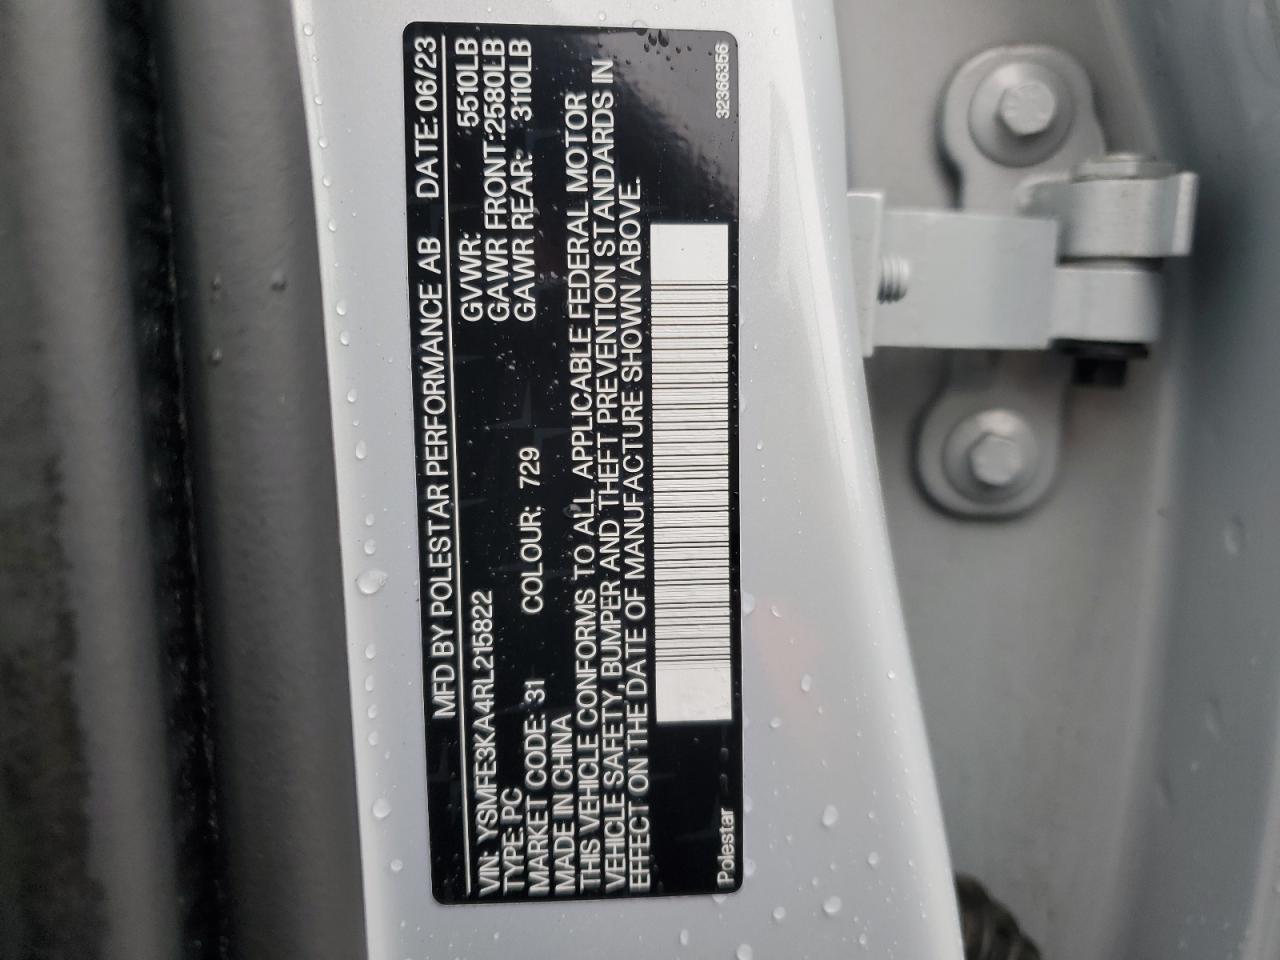 MFD BY POLESTAR PERFORMANCE AB DATE: 06/23
VIN: YSMFE3KA4RL215822 GVWR: 5510LB
TYPE: PC GAWR FRONT:2580LB
MARKET CODE: 31 COLOUR: 729 GAWR REAR: 3110LB
MADE IN CHINA
THIS VEHICLE CONFORMS TO ALL APPLICABLE FEDERAL MOTOR
VEHICLE SAFETY, BUMPER AND THEFT PREVENTION STANDARDS IN
EFFECT ON THE DATE OF MANUFACTURE SHOWN ABOVE.
Polestar 32366356